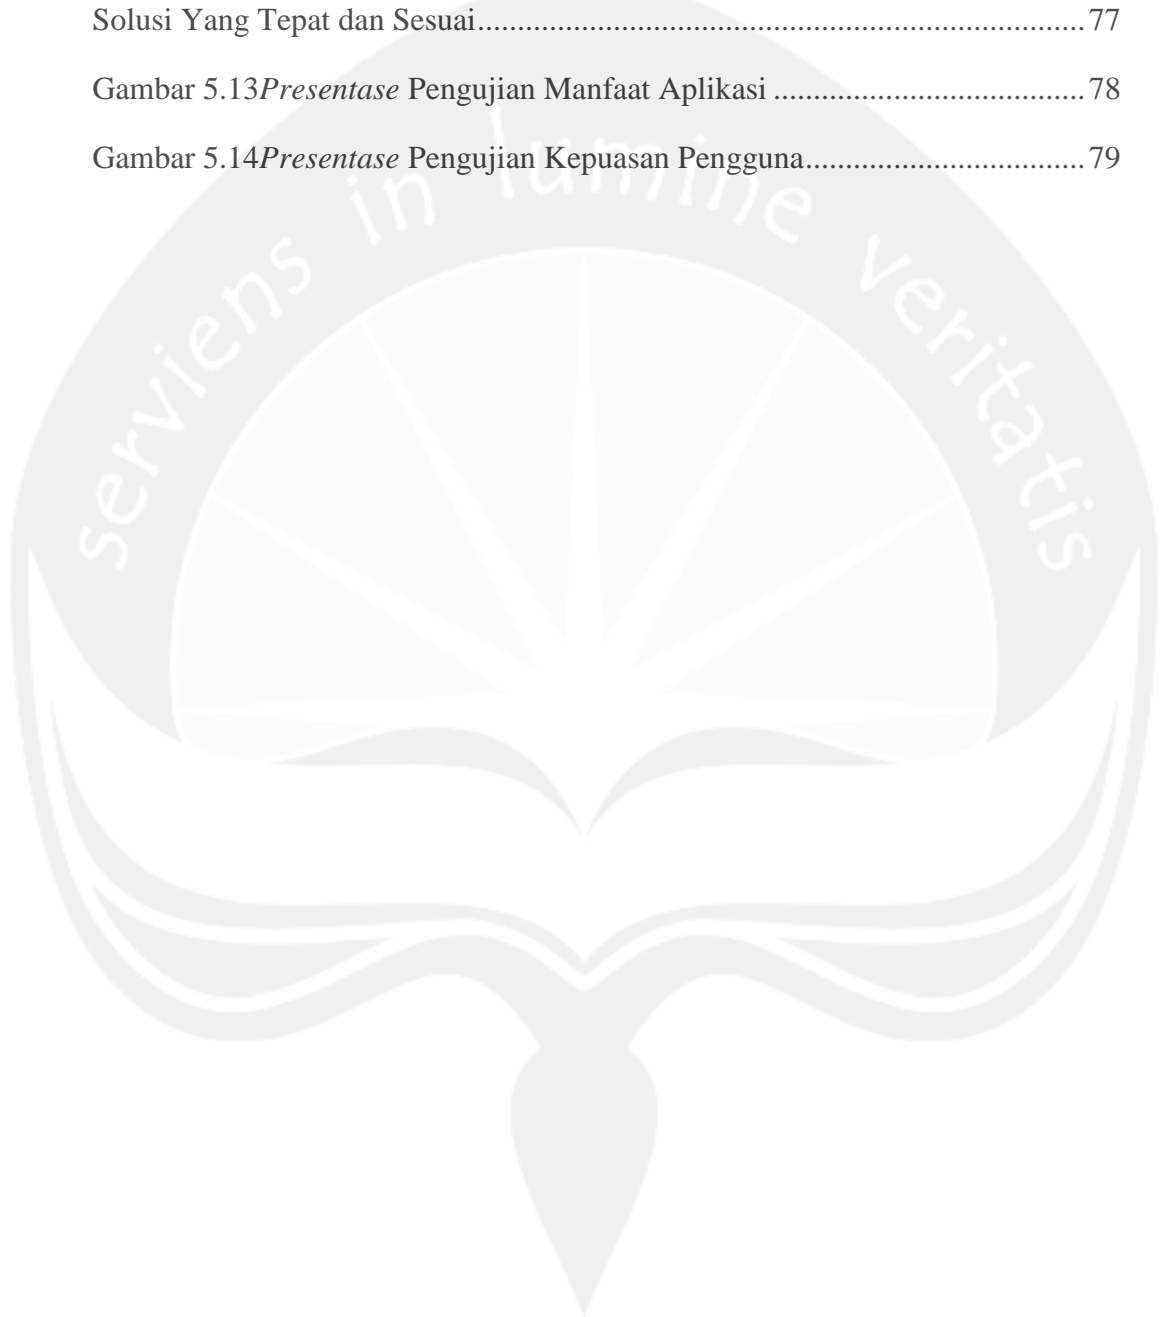 Solusi Yang Tepat dan Sesuai............................................................................ 77
Gambar 5.13Presentase Pengujian Manfaat Aplikasi ....................................... 78
Gambar 5.14Presentase Pengujian Kepuasan Pengguna................................... 79
serviens in lumine veritatis